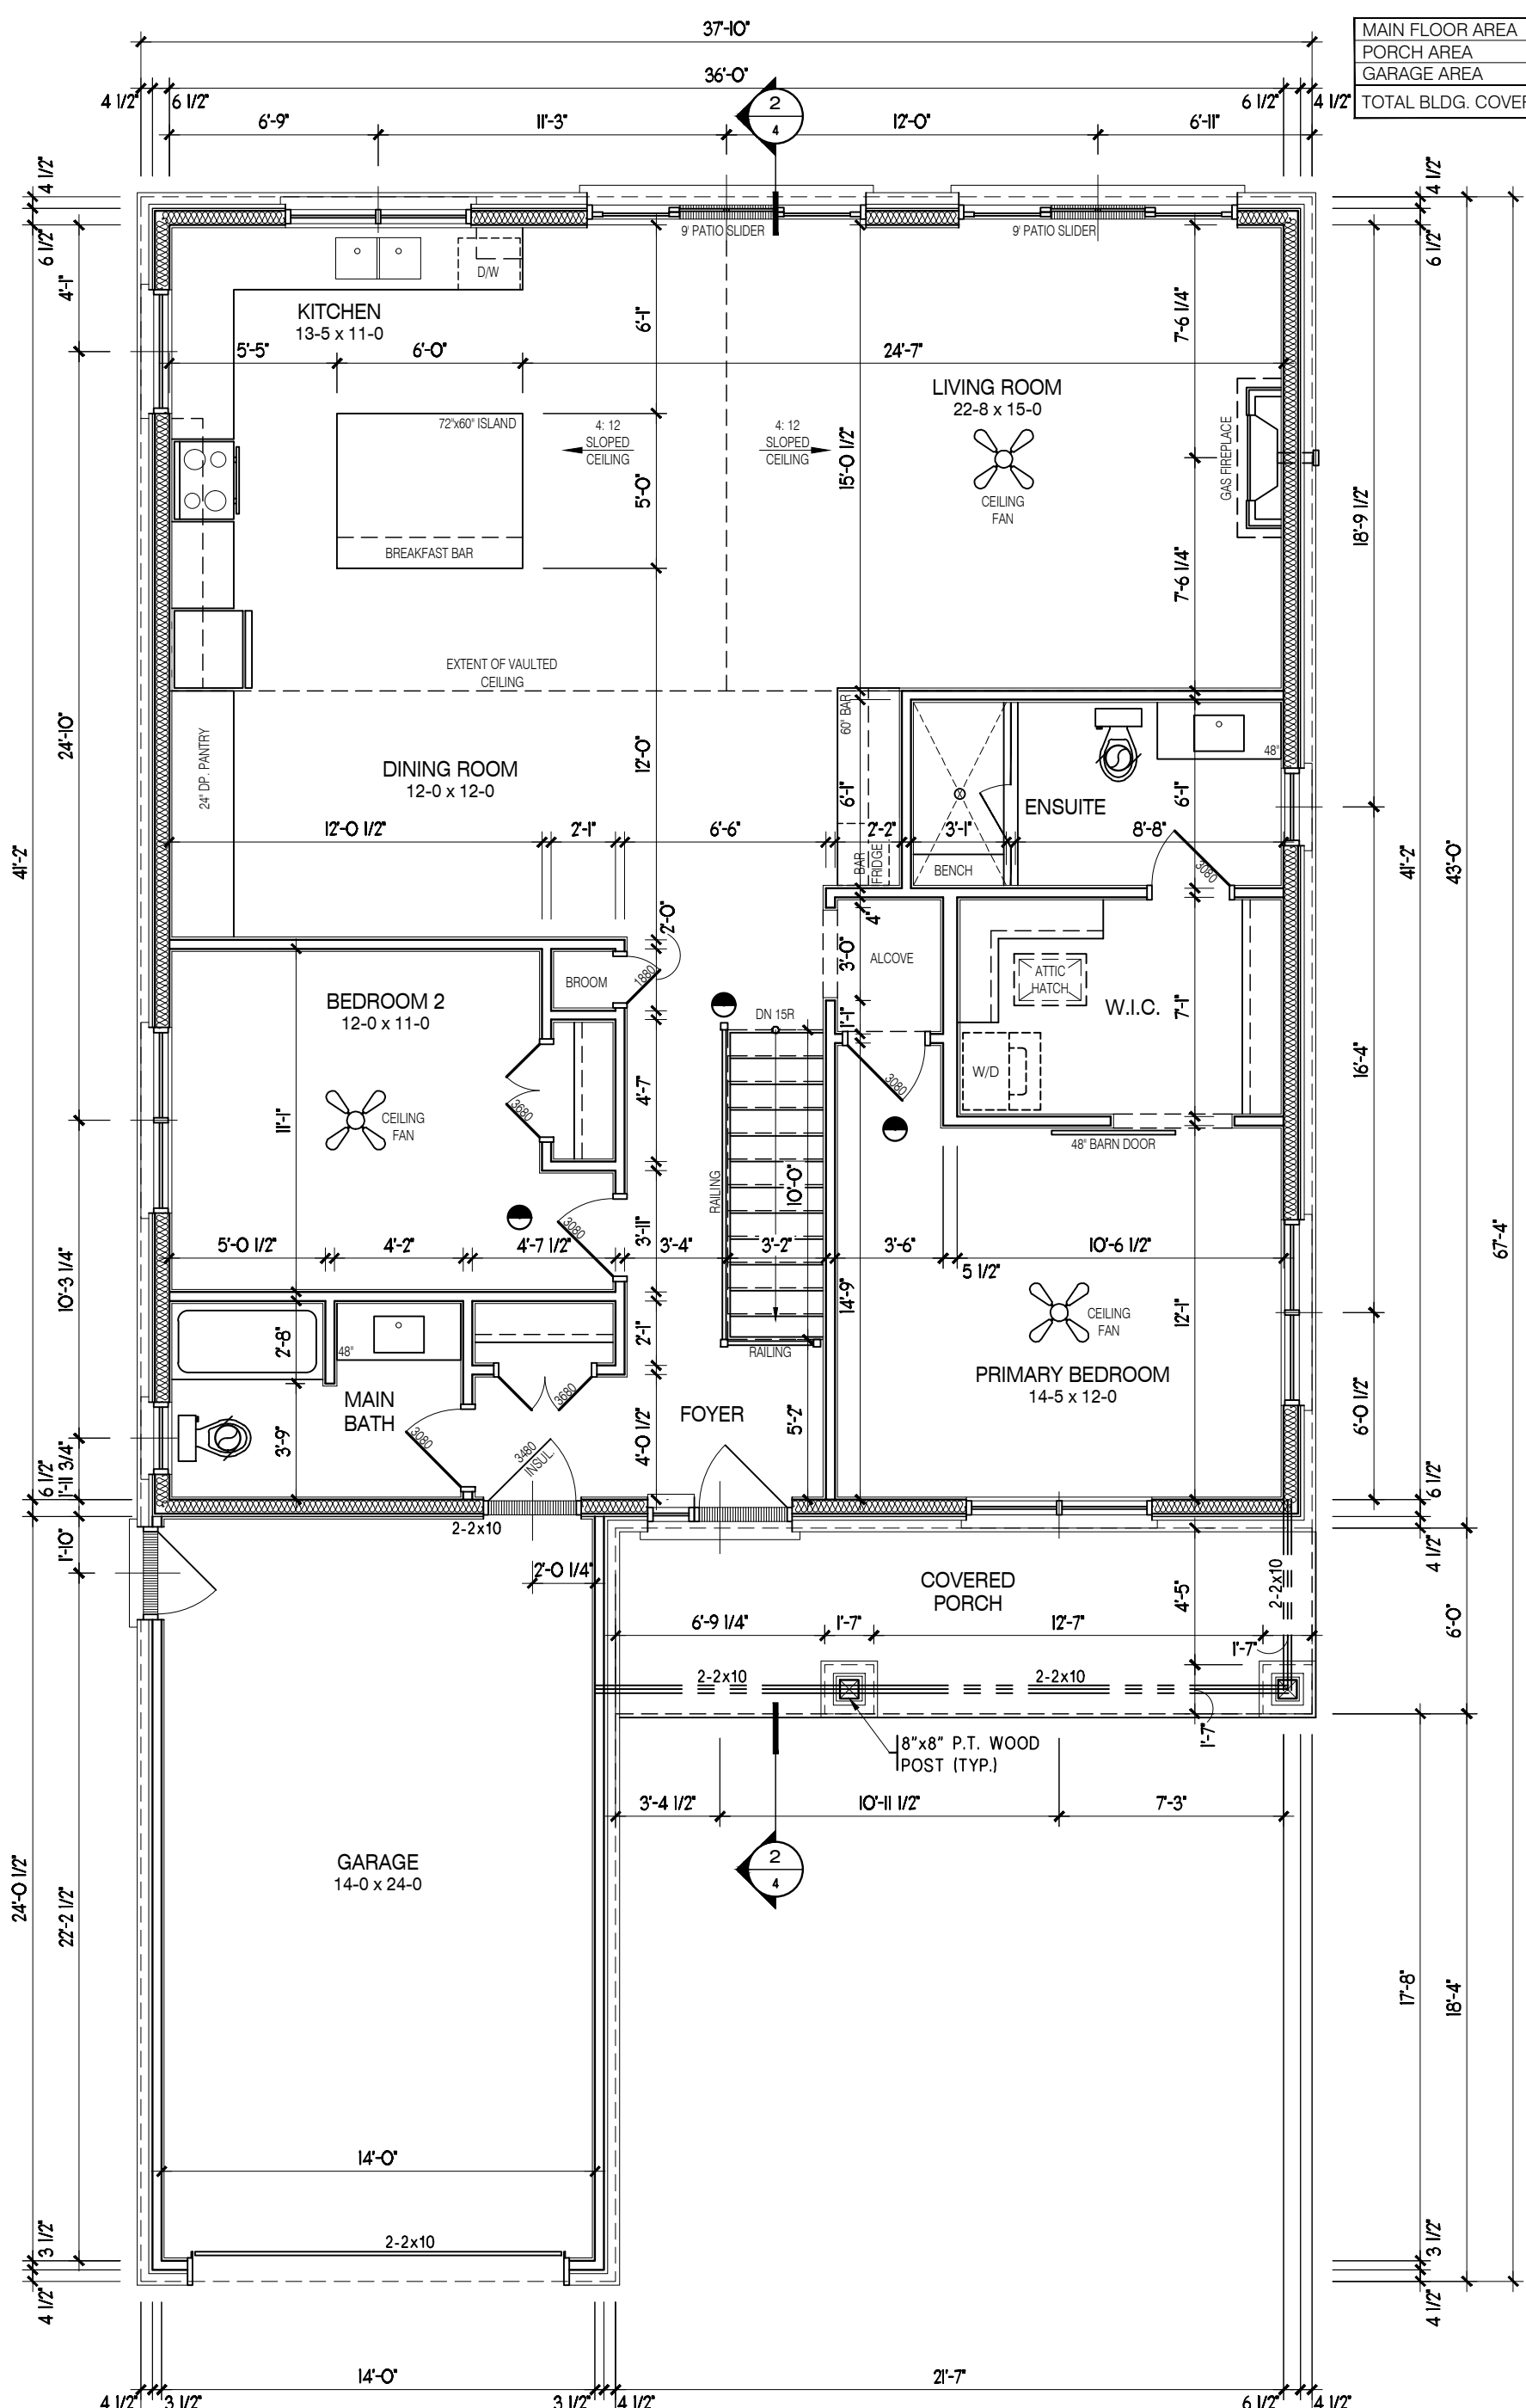 37'-10"
MAIN FLOOR AREA
PORCH AREA
GARAGE AREA
TOTAL BLDG. COVER
36'-0"
4 1/2" 6 1/2"
6 1/2" 4 1/2"
2
4
6'-9" 11'-3" 12'-0" 6'-11"
4 1/2"
6 1/2"
4'-1"
4 1/2"
6 1/2"
9' PATIO SLIDER
9' PATIO SLIDER
D/W
KITCHEN
13-5 x 11-0
6'-1"
7'-6 1/4"
5'-5" 6'-0" 24'-7"
LIVING ROOM
22-8 x 15-0
72"x60" ISLAND
4: 12
SLOPED
CEILING
4: 12
SLOPED
CEILING
15'-0 1/2"
GAS FIREPLACE
5'-0"
CEILING
FAN
18'-9 1/2"
BREAKFAST BAR
7'-6 1/4"
EXTENT OF VAULTED
CEILING
24'-10"
24" DP. PANTRY
12'-0"
60" BAR
48"
DINING ROOM
12-0 x 12-0
6'-1"
6'-1"
ENSUITE
12'-0 1/2" 2'-1" 6'-6" 2'-2" 3'-1" 8'-8"
41'-2"
BAR
FRIDGE
BENCH
3080
41'-2"
43'-0"
2'-0"
4"
3'-0"
ALCOVE
BROOM
1880
ATTIC
HATCH
BEDROOM 2
12-0 x 11-0
W.I.C.
7'-1"
DN 15R
1'-1"
16'-4"
W/D
3080
3680
4'-7"
11'-1"
CEILING
FAN
48" BARN DOOR
RAILING
10'-0"
3080
3'-11"
67'-4"
5'-0 1/2" 4'-2" 4'-7 1/2" 3'-4" 3'-2" 3'-6" 10'-6 1/2"
5 1/2"
10'-3 1/4"
14'-9"
12'-1"
CEILING
FAN
2'-8"
48"
2'-1"
RAILING
PRIMARY BEDROOM
14-5 x 12-0
3680
MAIN
BATH
FOYER
3080
3'-9"
3480
INSUL.
4'-0 1/2"
5'-2"
6'-0 1/2"
6 1/2"
1'-11 3/4"
6 1/2"
4 1/2"
2-2x10
1'-10"
2'-0 1/4"
COVERED
PORCH
4'-5"
2-2x10
6'-9 1/4" 1'-7" 12'-7"
1'-7"
6'-0"
2-2x10 2-2x10
8"x8" P.T. WOOD
POST (TYP.)
1'-7"
3'-4 1/2" 10'-11 1/2" 7'-3"
2
4
GARAGE
14-0 x 24-0
24'-0 1/2"
22'-2 1/2"
17'-8"
18'-4"
14'-0"
2-2x10
3 1/2"
4 1/2"
3 1/2"
4 1/2"
14'-0" 21'-7"
4 1/2" 3 1/2" 3 1/2" 4 1/2" 6 1/2" 4 1/2"